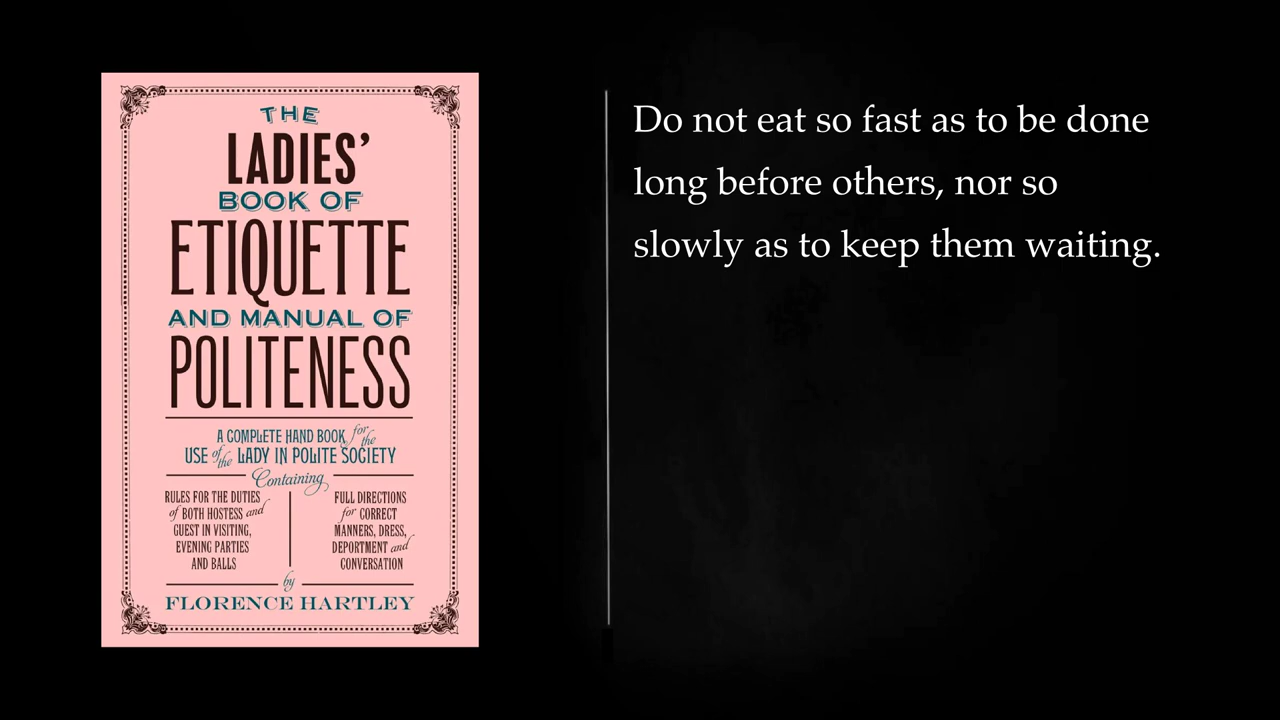 THE
LADIES’
BOOK OF
ETIQUETTE
AND MANUAL OF
POLITENESS
A COMPLETE HAND BOOK for the
USE of the LADY IN POLITE SOCIETY
Containing
RULES FOR THE DUTIES
of BOTH HOSTESS and
GUEST IN VISITING,
EVENING PARTIES
AND BALLS
FULL DIRECTIONS
for CORRECT
MANNERS, DRESS,
DEPORTMENT and
CONVERSATION
by
FLORENCE HARTLEY
Do not eat so fast as to be done
long before others, nor so
slowly as to keep them waiting.